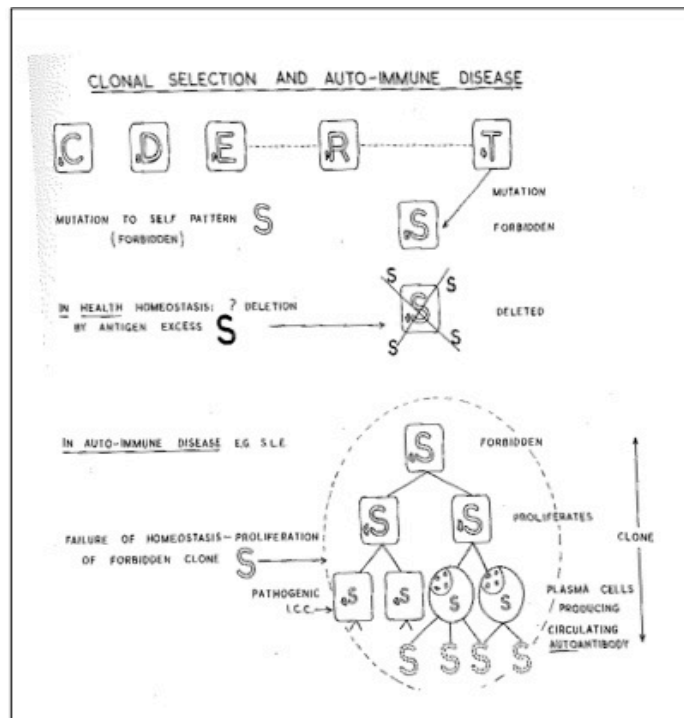 CLONAL SELECTION AND AUTO-IMMUNE DISEASE
C D E R T
MUTATION
MUTATION TO SELF PATTERN S
(FORBIDDEN)
S FORBIDDEN
IN HEALTH HOMEOSTASIS; ? DELETION
BY ANTIGEN EXCESS S
S S
S
S S
DELETED
IN AUTO-IMMUNE DISEASE E.G. S.L.E.
S FORBIDDEN
S S PROLIFERATES
CLONE
FAILURE OF HOMEOSTASIS–PROLIFERATION
OF FORBIDDEN CLONE S
PATHOGENIC
I.C.C.
S S S S
PLASMA CELLS
PRODUCING
CIRCULATING
AUTOANTIBODY
S S S S